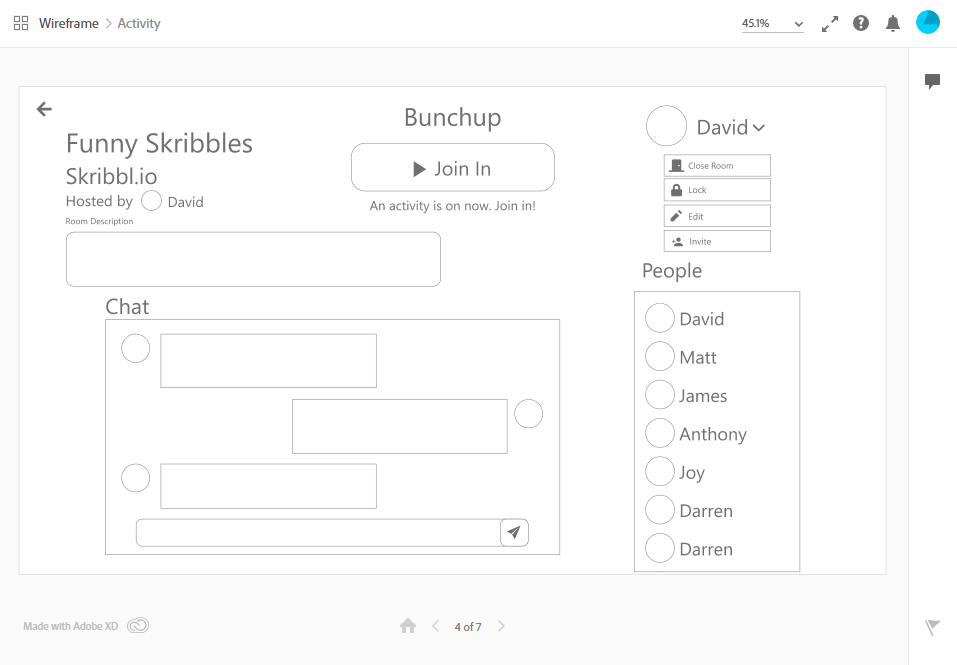 Wireframe > Activity
45.1%
Funny Skribbles
Skribbl.io
Hosted by David
Room Description
Bunchup
Join In
An activity is on now. Join in!
David
Close Room
Lock
Edit
Invite
Chat
People
David
Matt
James
Anthony
Joy
Darren
Darren
Made with Adobe XD
4 of 7